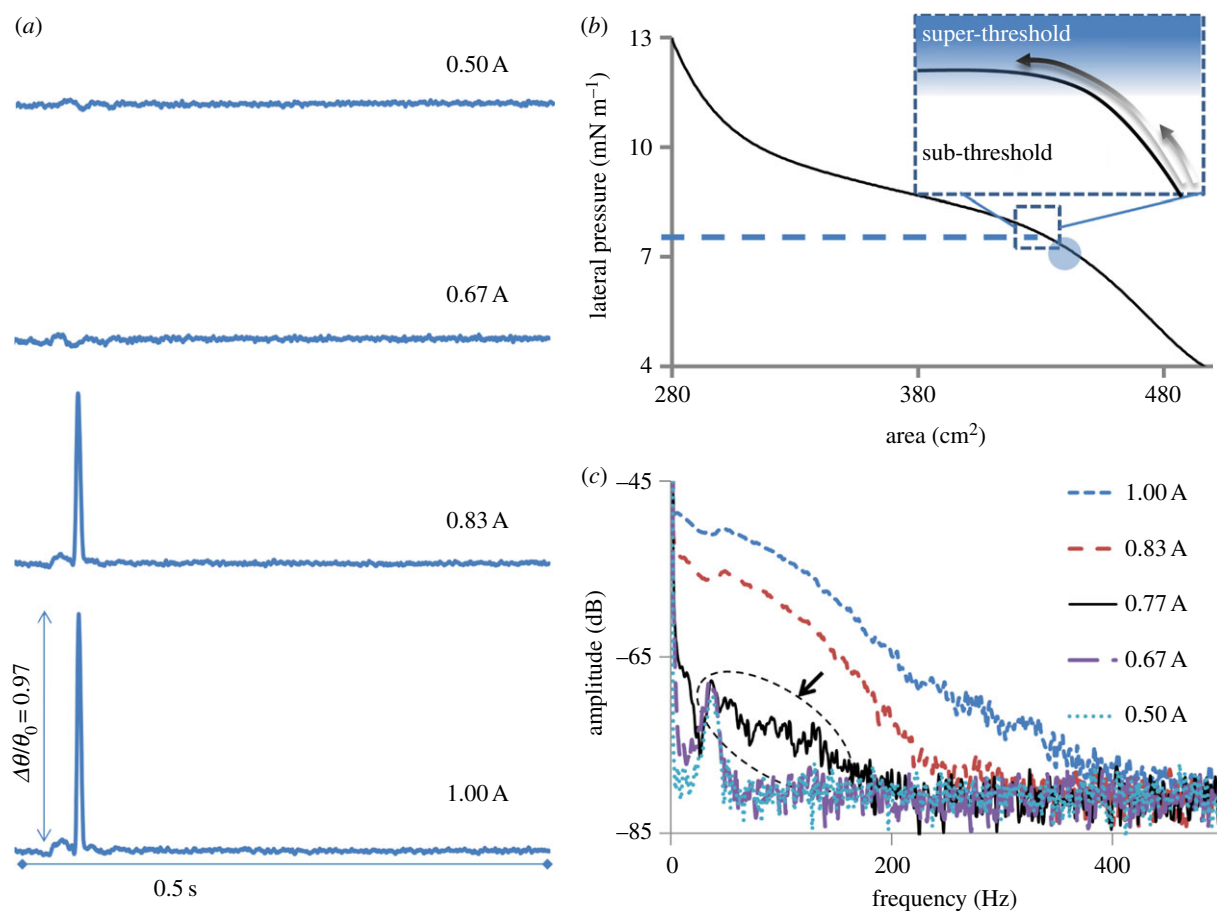 (a)
0.50 A
0.67 A
0.83 A
Δθ/θ₀ = 0.97
1.00 A
0.5 s
(b)
13
10
7
4
lateral pressure (mN m⁻¹)
280
380
480
area (cm²)
super-threshold
sub-threshold
(c)
–45
–65
–85
amplitude (dB)
0
200
400
frequency (Hz)
1.00 A
0.83 A
0.77 A
0.67 A
0.50 A